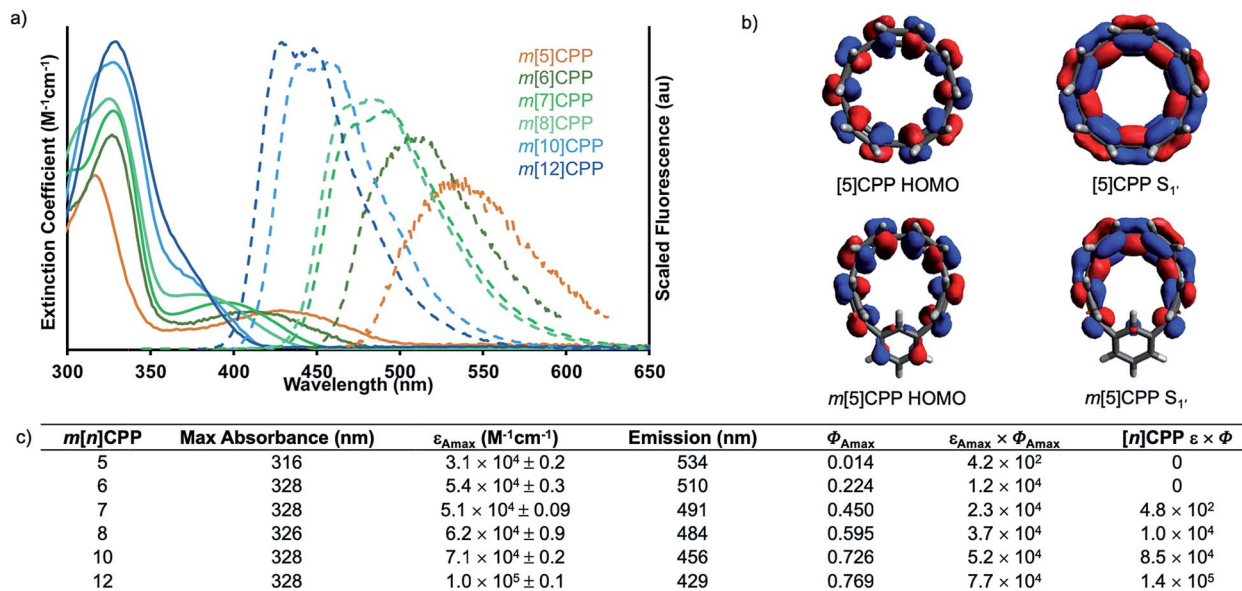 a)
Extinction Coefficient (M⁻¹cm⁻¹)
m[5]CPP
m[6]CPP
m[7]CPP
m[8]CPP
m[10]CPP
m[12]CPP
Scaled Fluorescence (au)
300 350 400 450 500 550 600 650
Wavelength (nm)
b)
[5]CPP HOMO [5]CPP S₁'
m[5]CPP HOMO m[5]CPP S₁'
c) m[n]CPP Max Absorbance (nm) εAmax (M⁻¹cm⁻¹) Emission (nm) ΦAmax εAmax × ΦAmax [n]CPP ε × Φ
5 316 3.1 × 10⁴ ± 0.2 534 0.014 4.2 × 10² 0
6 328 5.4 × 10⁴ ± 0.3 510 0.224 1.2 × 10⁴ 0
7 328 5.1 × 10⁴ ± 0.09 491 0.450 2.3 × 10⁴ 4.8 × 10²
8 326 6.2 × 10⁴ ± 0.9 484 0.595 3.7 × 10⁴ 1.0 × 10⁴
10 328 7.1 × 10⁴ ± 0.2 456 0.726 5.2 × 10⁴ 8.5 × 10⁴
12 328 1.0 × 10⁵ ± 0.1 429 0.769 7.7 × 10⁴ 1.4 × 10⁵